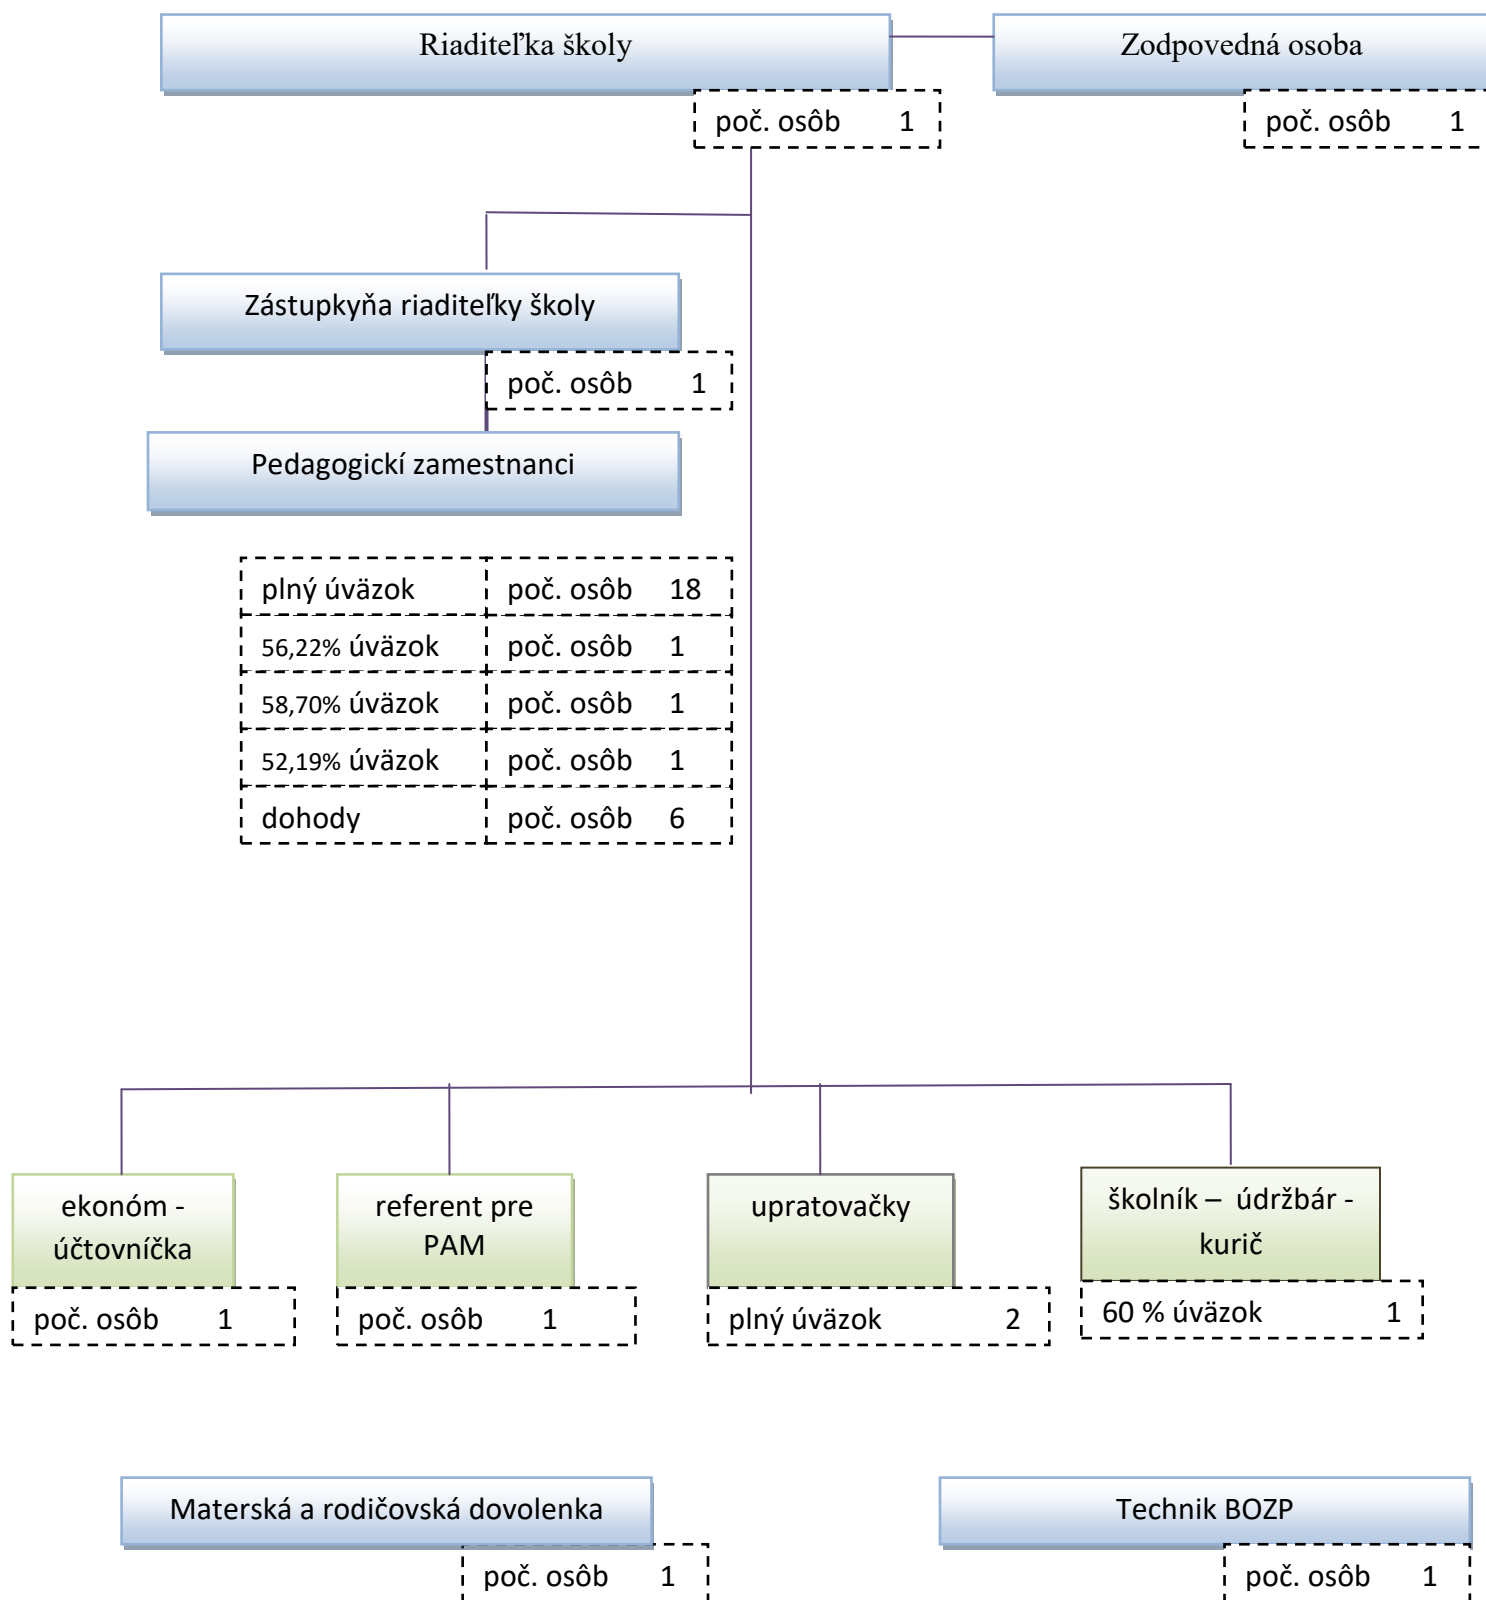 Riaditeľka školy
Zodpovedná osoba
poč. osôb 1
poč. osôb 1
Zástupkyňa riaditeľky školy
poč. osôb 1
Pedagogickí zamestnanci
plný úväzok poč. osôb 18
56,22% úväzok poč. osôb 1
58,70% úväzok poč. osôb 1
52,19% úväzok poč. osôb 1
dohody poč. osôb 6
ekonóm -
účtovníčka
poč. osôb 1
referent pre
PAM
poč. osôb 1
upratovačky
plný úväzok 2
školník – údržbár -
kurič
60 % úväzok 1
Materská a rodičovská dovolenka
poč. osôb 1
Technik BOZP
poč. osôb 1